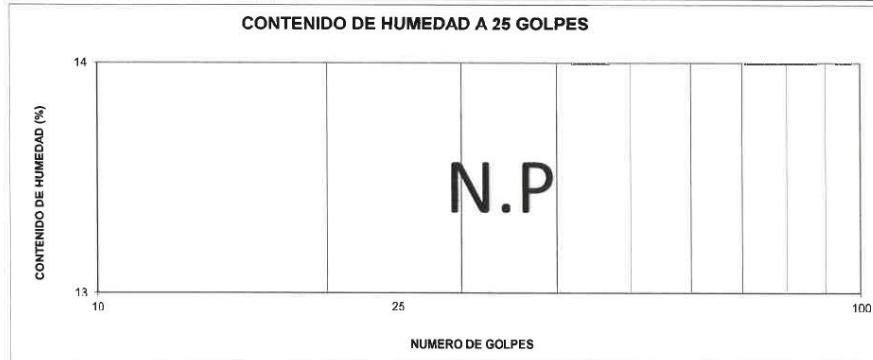 CONTENIDO DE HUMEDAD A 25 GOLPES
14
CONTENIDO DE HUMEDAD (%)
N.P
13
10 25 100
NUMERO DE GOLPES